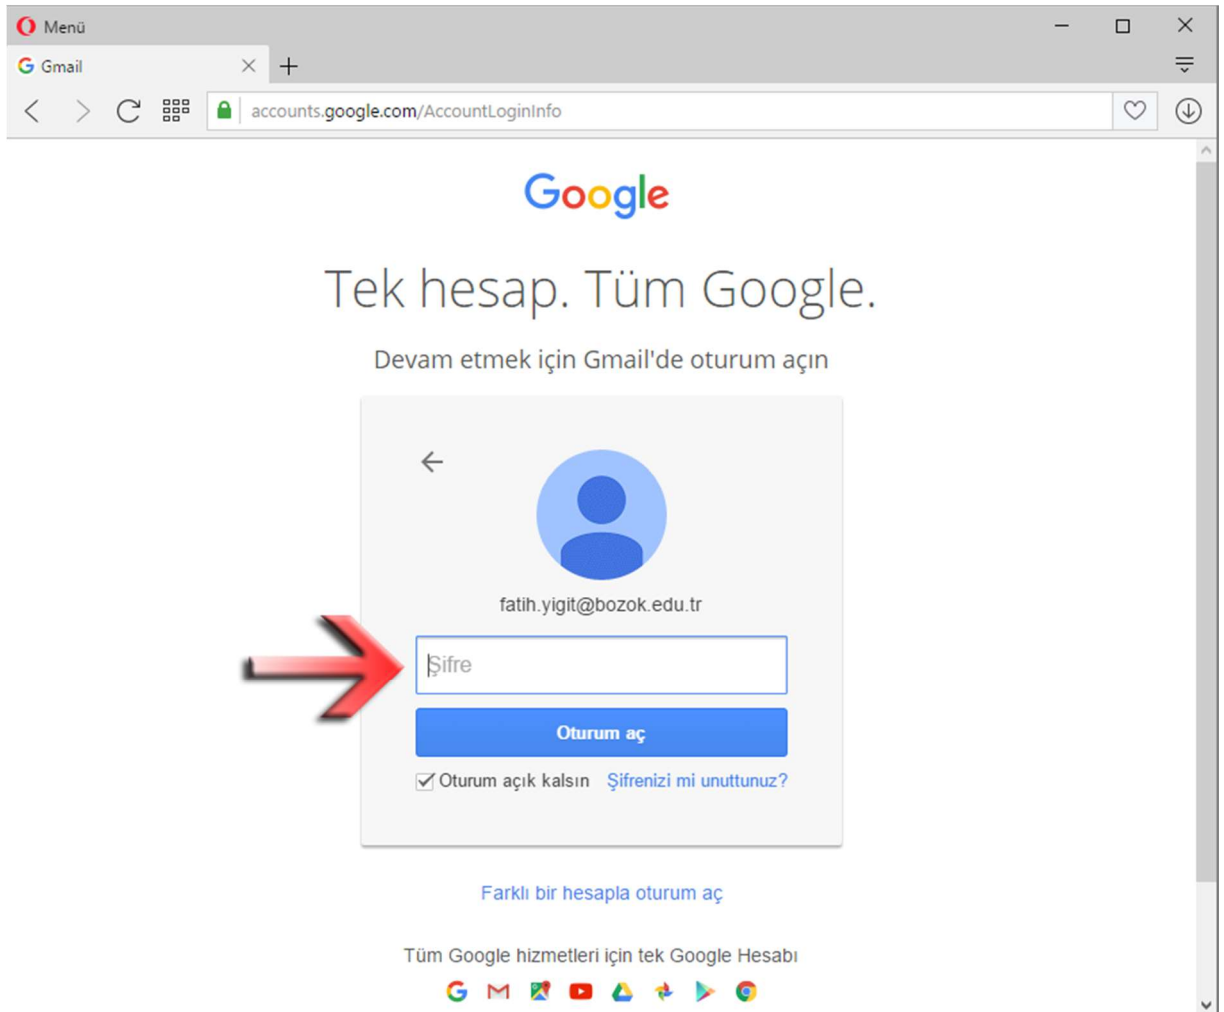 Menü
Gmail
accounts.google.com/AccountLoginInfo
Google
Tek hesap. Tüm Google.
Devam etmek için Gmail'de oturum açın
fatih.yigit@bozok.edu.tr
Şifre
Oturum aç
Oturum açık kalsın Şifrenizi mi unuttunuz?
Farklı bir hesapla oturum aç
Tüm Google hizmetleri için tek Google Hesabı